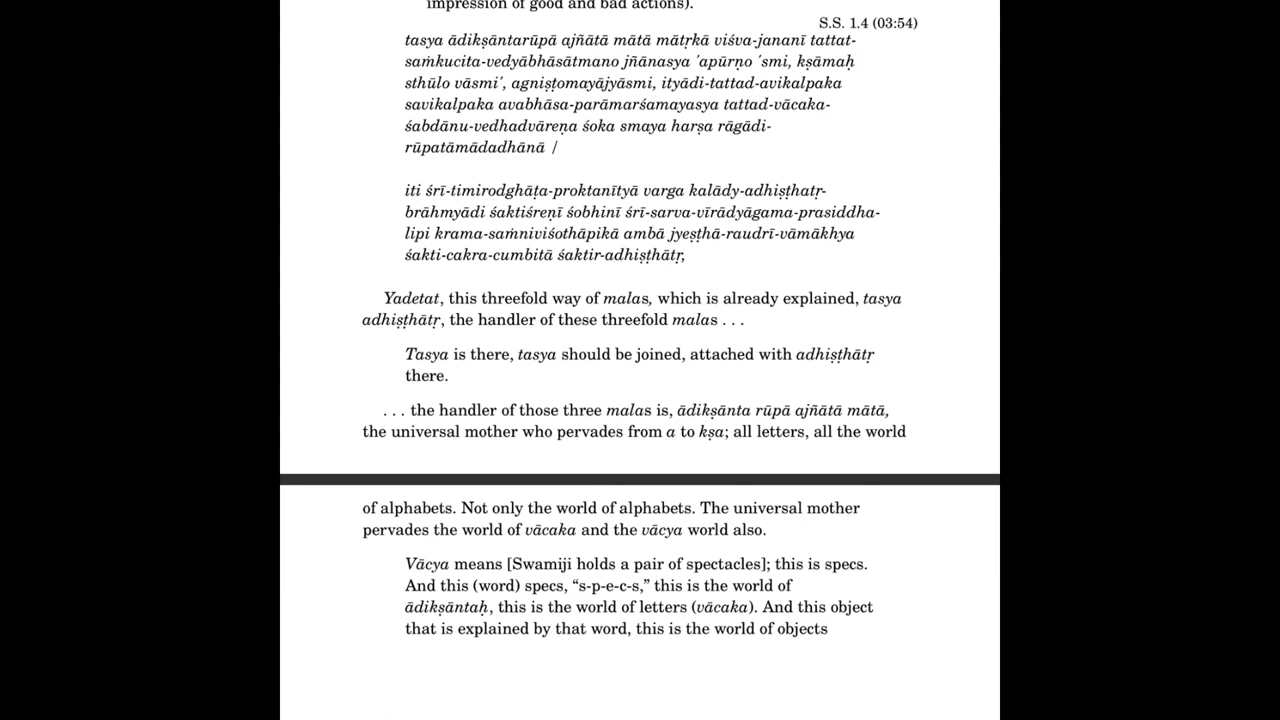 impression of good and bad actions).
S.S. 1.4 (03:54)
tasya ādikṣāntarūpā ajñātā mātā mātṛkā viśva-jananī tattat-
saṁkucita-vedyābhāsātmano jñānasya 'apūrṇo 'smi, kṣāmaḥ
sthūlo vāsmi', agniṣṭomayājyāsmi, ityādi-tattad-avikalpaka
savikalpaka avabhāsa-parāmarśamayasya tattad-vācaka-
śabdānu-vedhadvāreṇa śoka smaya harṣa rāgādi-
rūpatāmādadhānā /
iti śrī-timirodghāṭa-proktanītyā varga kalādy-adhiṣṭhatṛ-
brāhmyādi śaktiśreṇī śobhinī śrī-sarva-vīrādyāgama-prasiddha-
lipi krama-saṁniviśothāpikā ambā jyeṣṭhā-raudrī-vāmākhya
śakti-cakra-cumbitā śaktir-adhiṣṭhātṛ,
Yadetat, this threefold way of malas, which is already explained, tasya
adhiṣṭhātṛ, the handler of these threefold malas . . .
Tasya is there, tasya should be joined, attached with adhiṣṭhātṛ
there.
. . . the handler of those three malas is, ādikṣānta rūpā ajñātā mātā,
the universal mother who pervades from a to kṣa; all letters, all the world
of alphabets. Not only the world of alphabets. The universal mother
pervades the world of vācaka and the vācya world also.
Vācya means [Swamiji holds a pair of spectacles]; this is specs.
And this (word) specs, “s-p-e-c-s,” this is the world of
ādikṣāntaḥ, this is the world of letters (vācaka). And this object
that is explained by that word, this is the world of objects